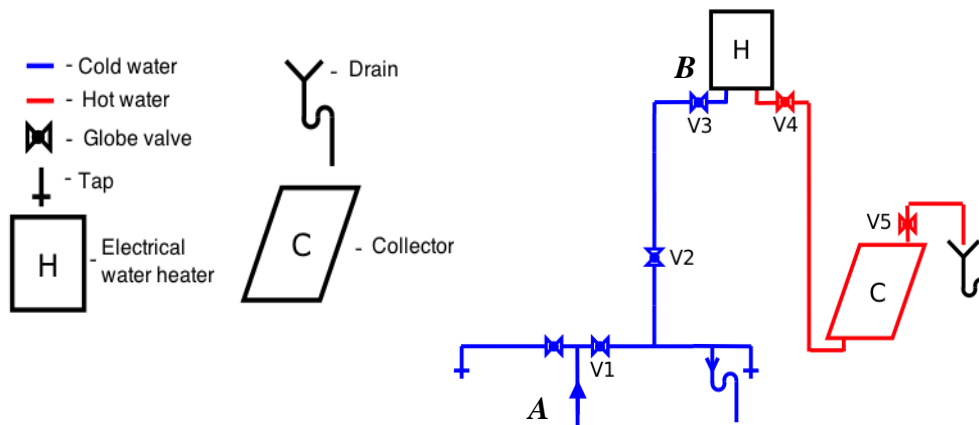 - Cold water
- Hot water
- Globe valve
- Tap
H
- Electrical
water heater
- Drain
C
- Collector
B
H
V3
V4
V2
V5
C
V1
A